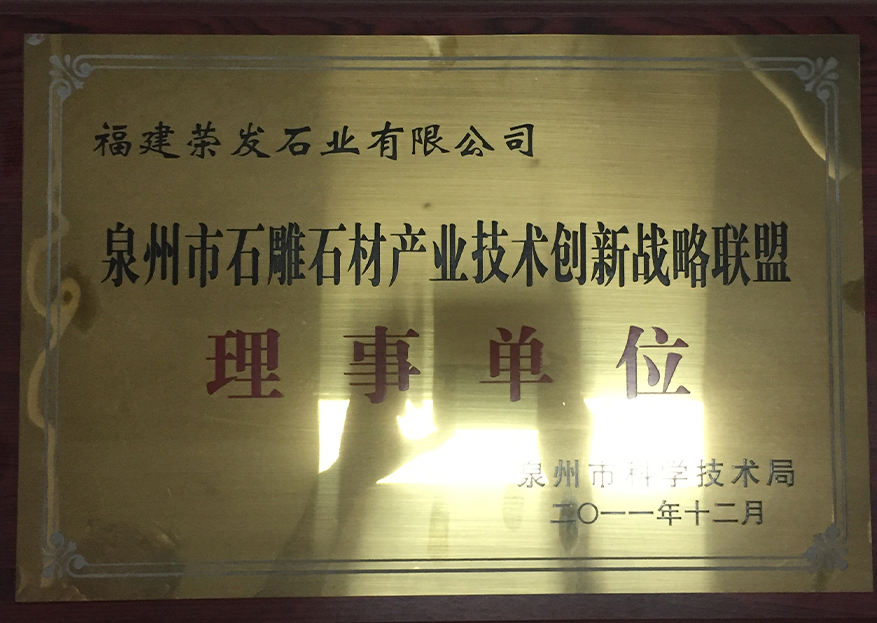 福建荣发石业有限公司
泉州市石雕石材产业技术创新战略联盟
理事单位
泉州市科学技术局
二〇一一年十二月